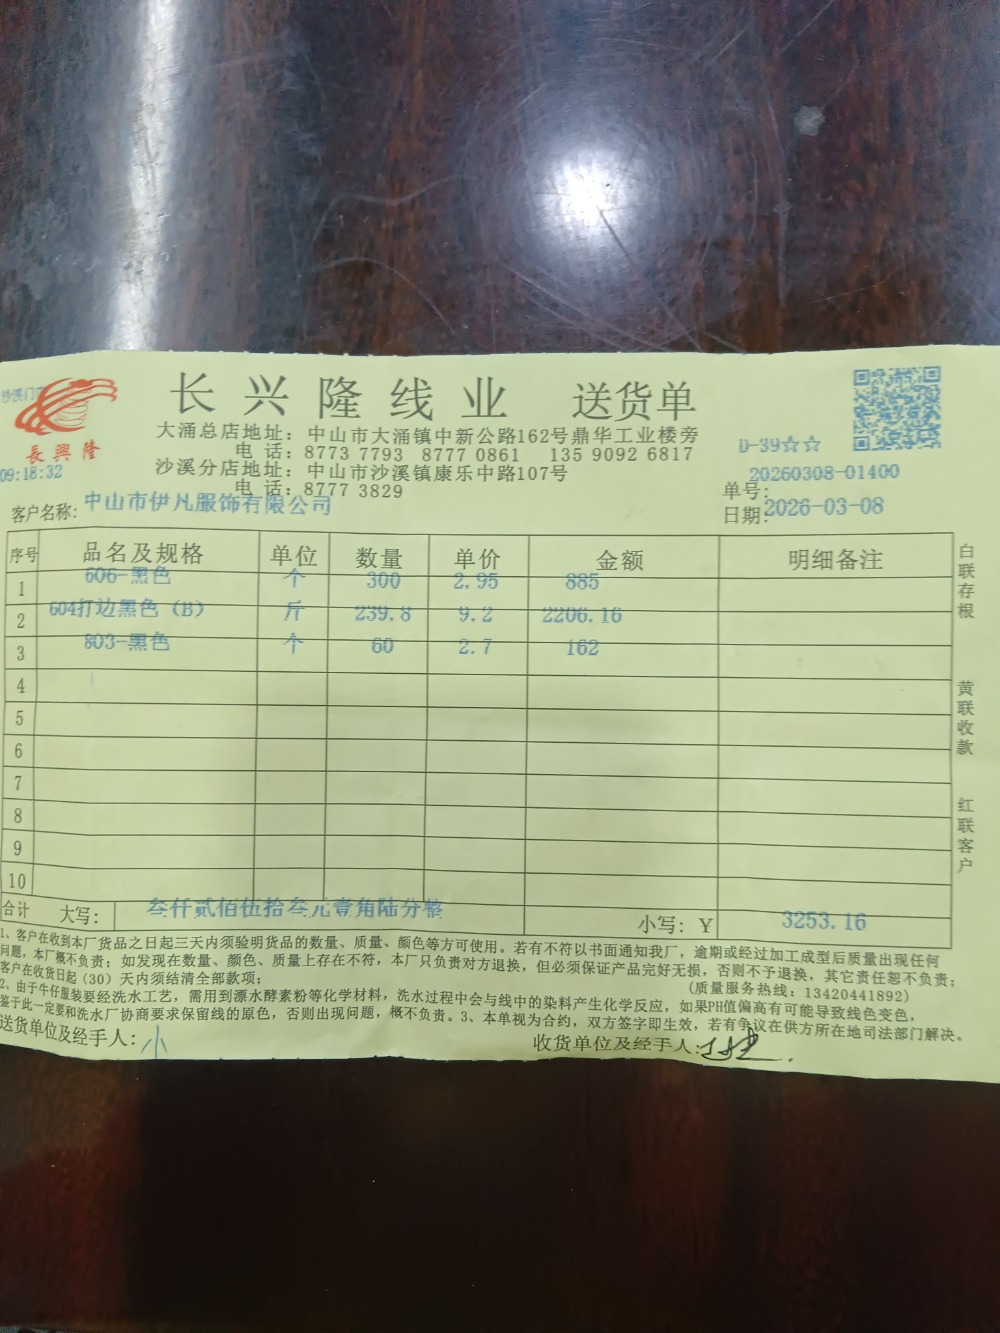 沙溪门
長興隆
09:18:32
长兴隆线业 送货单
大涌总店地址：中山市大涌镇中新公路162号鼎华工业楼旁
电 话：8773 7793 8777 0861 135 9092 6817
沙溪分店地址：中山市沙溪镇康乐中路107号
电 话：8777 3829
D-39☆☆
单号：20260308-01400
日期：2026-03-08
客户名称：中山市伊凡服饰有限公司
序号 品名及规格 单位 数量 单价 金额 明细备注
1 606-黑色 个 300 2.95 885
2 604打边黑色（B） 斤 239.8 9.2 2206.16
3 803-黑色 个 60 2.7 162
4
5
6
7
8
9
10
合计 大写：叁仟贰佰伍拾叁元壹角陆分整 小写：Y 3253.16
白联存根
黄联收款
红联客户
1、客户在收到本厂货品之日起三天内须验明货品的数量、质量、颜色等方可使用。若有不符以书面通知我厂，逾期或经过加工成型后质量出现任何
问题，本厂概不负责；如发现在数量、颜色、质量上存在不符，本厂只负责对方退换，但必须保证产品完好无损，否则不予退换，其它责任恕不负责；
客户在收货日起（30）天内须结清全部款项； (质量服务热线：13420441892)
2、由于牛仔服装要经洗水工艺，需用到漂水酵素粉等化学材料，洗水过程中会与线中的染料产生化学反应，如果PH值偏高有可能导致线色变色，
鉴于此一定要和洗水厂协商要求保留线的原色，否则出现问题，概不负责。3、本单视为合约，双方签字即生效，若有争议在供方所在地司法部门解决。
送货单位及经手人：小
收货单位及经手人：